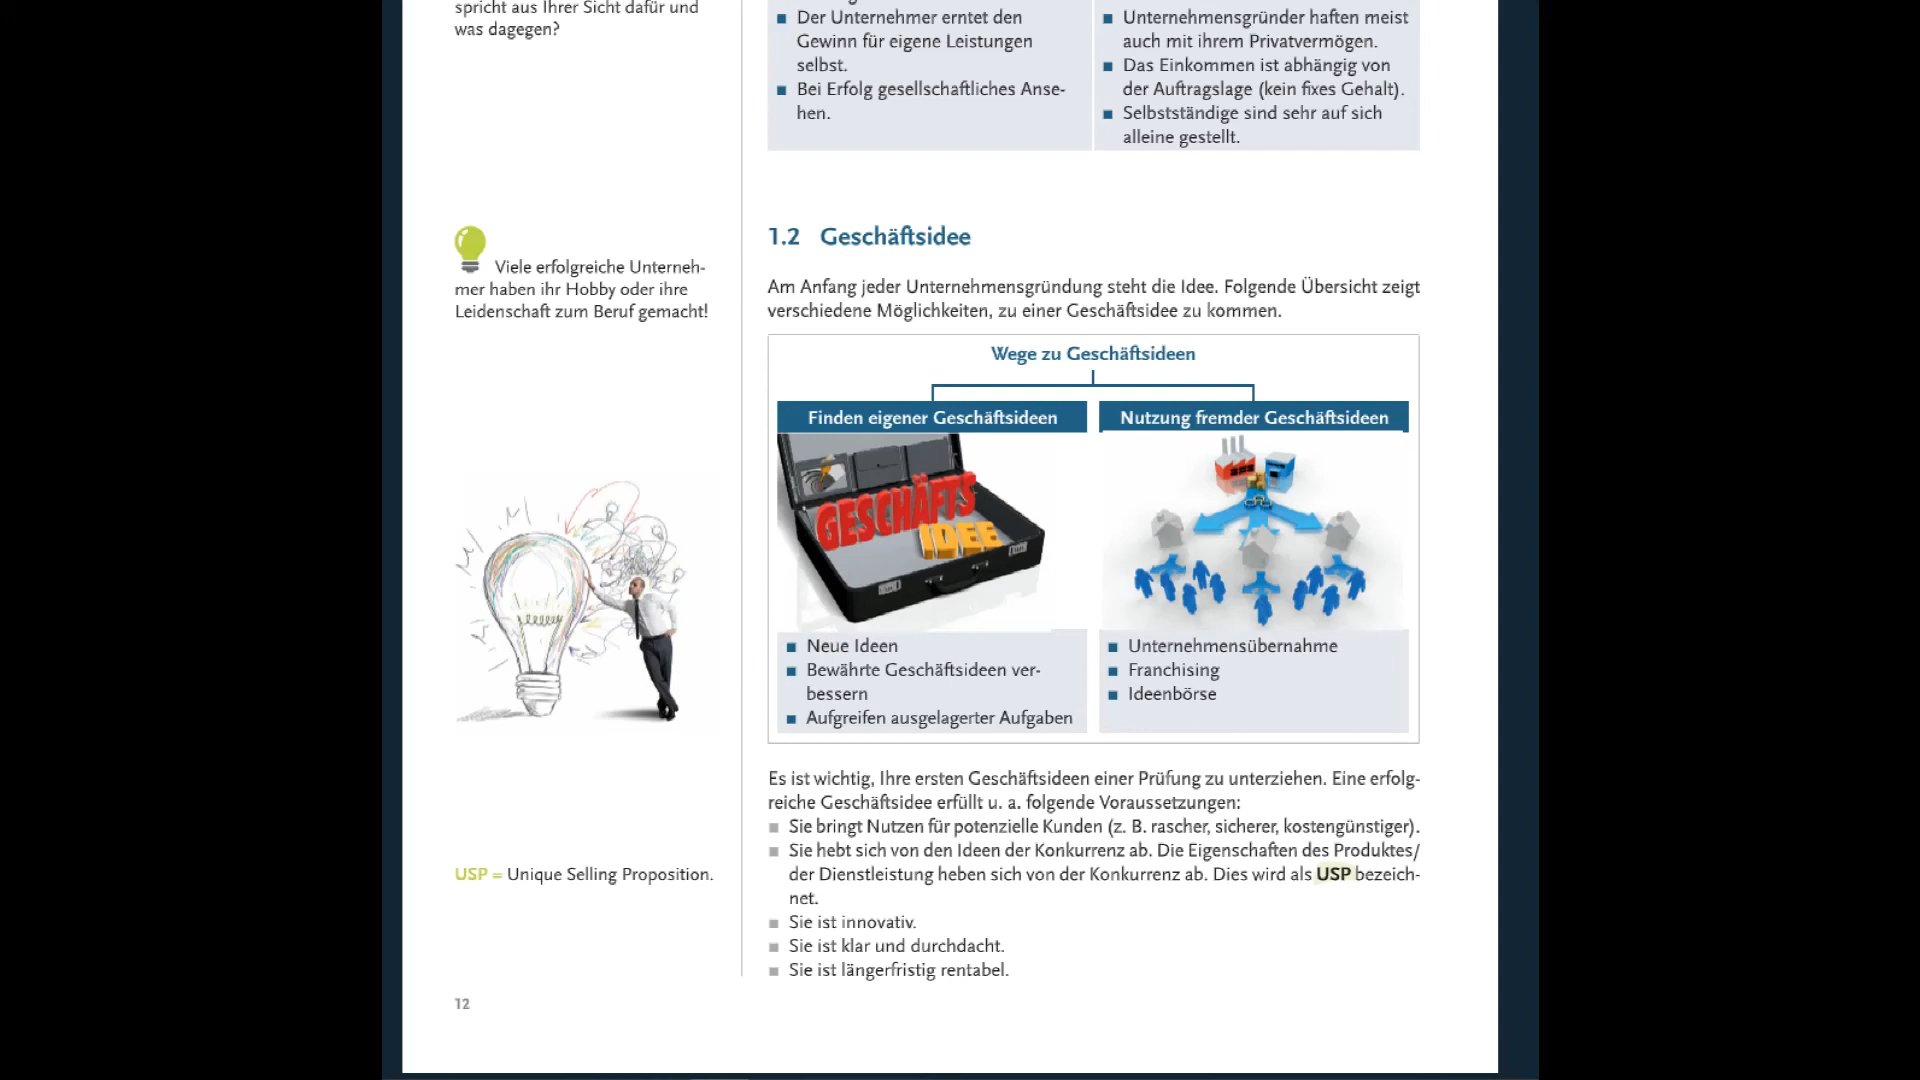 spricht aus Ihrer Sicht dafür und
was dagegen?
Der Unternehmer erntet den
Gewinn für eigene Leistungen
selbst.
Bei Erfolg gesellschaftliches Anse-
hen.
Unternehmensgründer haften meist
auch mit ihrem Privatvermögen.
Das Einkommen ist abhängig von
der Auftragslage (kein fixes Gehalt).
Selbstständige sind sehr auf sich
alleine gestellt.
Viele erfolgreiche Unterneh-
mer haben ihr Hobby oder ihre
Leidenschaft zum Beruf gemacht!
1.2 Geschäftsidee
Am Anfang jeder Unternehmensgründung steht die Idee. Folgende Übersicht zeigt
verschiedene Möglichkeiten, zu einer Geschäftsidee zu kommen.
Wege zu Geschäftsideen
Finden eigener Geschäftsideen
GESCHÄFTS
IDEE
Neue Ideen
Bewährte Geschäftsideen ver-
bessern
Aufgreifen ausgelagerter Aufgaben
Nutzung fremder Geschäftsideen
Unternehmensübernahme
Franchising
Ideenbörse
Es ist wichtig, Ihre ersten Geschäftsideen einer Prüfung zu unterziehen. Eine erfolg-
reiche Geschäftsidee erfüllt u. a. folgende Voraussetzungen:
Sie bringt Nutzen für potenzielle Kunden (z. B. rascher, sicherer, kostengünstiger).
Sie hebt sich von den Ideen der Konkurrenz ab. Die Eigenschaften des Produktes/
der Dienstleistung heben sich von der Konkurrenz ab. Dies wird als USP bezeich-
net.
Sie ist innovativ.
Sie ist klar und durchdacht.
Sie ist längerfristig rentabel.
USP = Unique Selling Proposition.
12